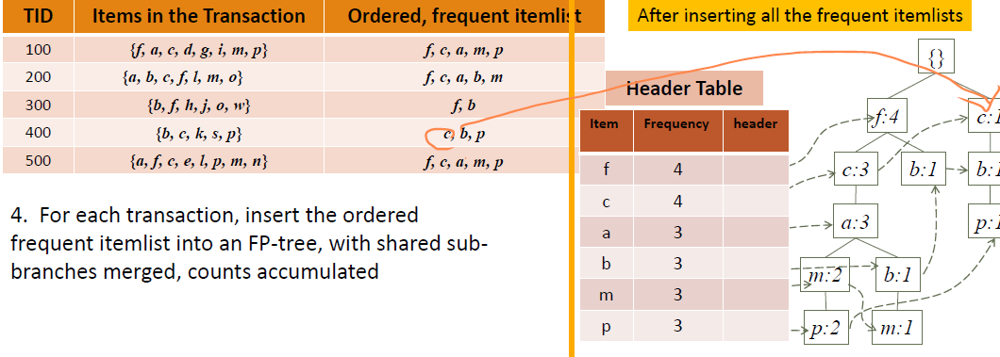 TID Items in the Transaction Ordered, frequent itemlist
100 {f, a, c, d, g, i, m, p} f, c, a, m, p
200 {a, b, c, f, l, m, o} f, c, a, b, m
300 {b, f, h, j, o, w} f, b
400 {b, c, k, s, p} c, b, p
500 {a, f, c, e, l, p, m, n} f, c, a, m, p
4. For each transaction, insert the ordered
frequent itemlist into an FP-tree, with shared sub-
branches merged, counts accumulated
After inserting all the frequent itemlists
Header Table
Item Frequency header
f 4
c 4
a 3
b 3
m 3
p 3
{}
f:4 c:1
c:3 b:1 b:1
a:3 p:1
m:2 b:1
p:2 m:1